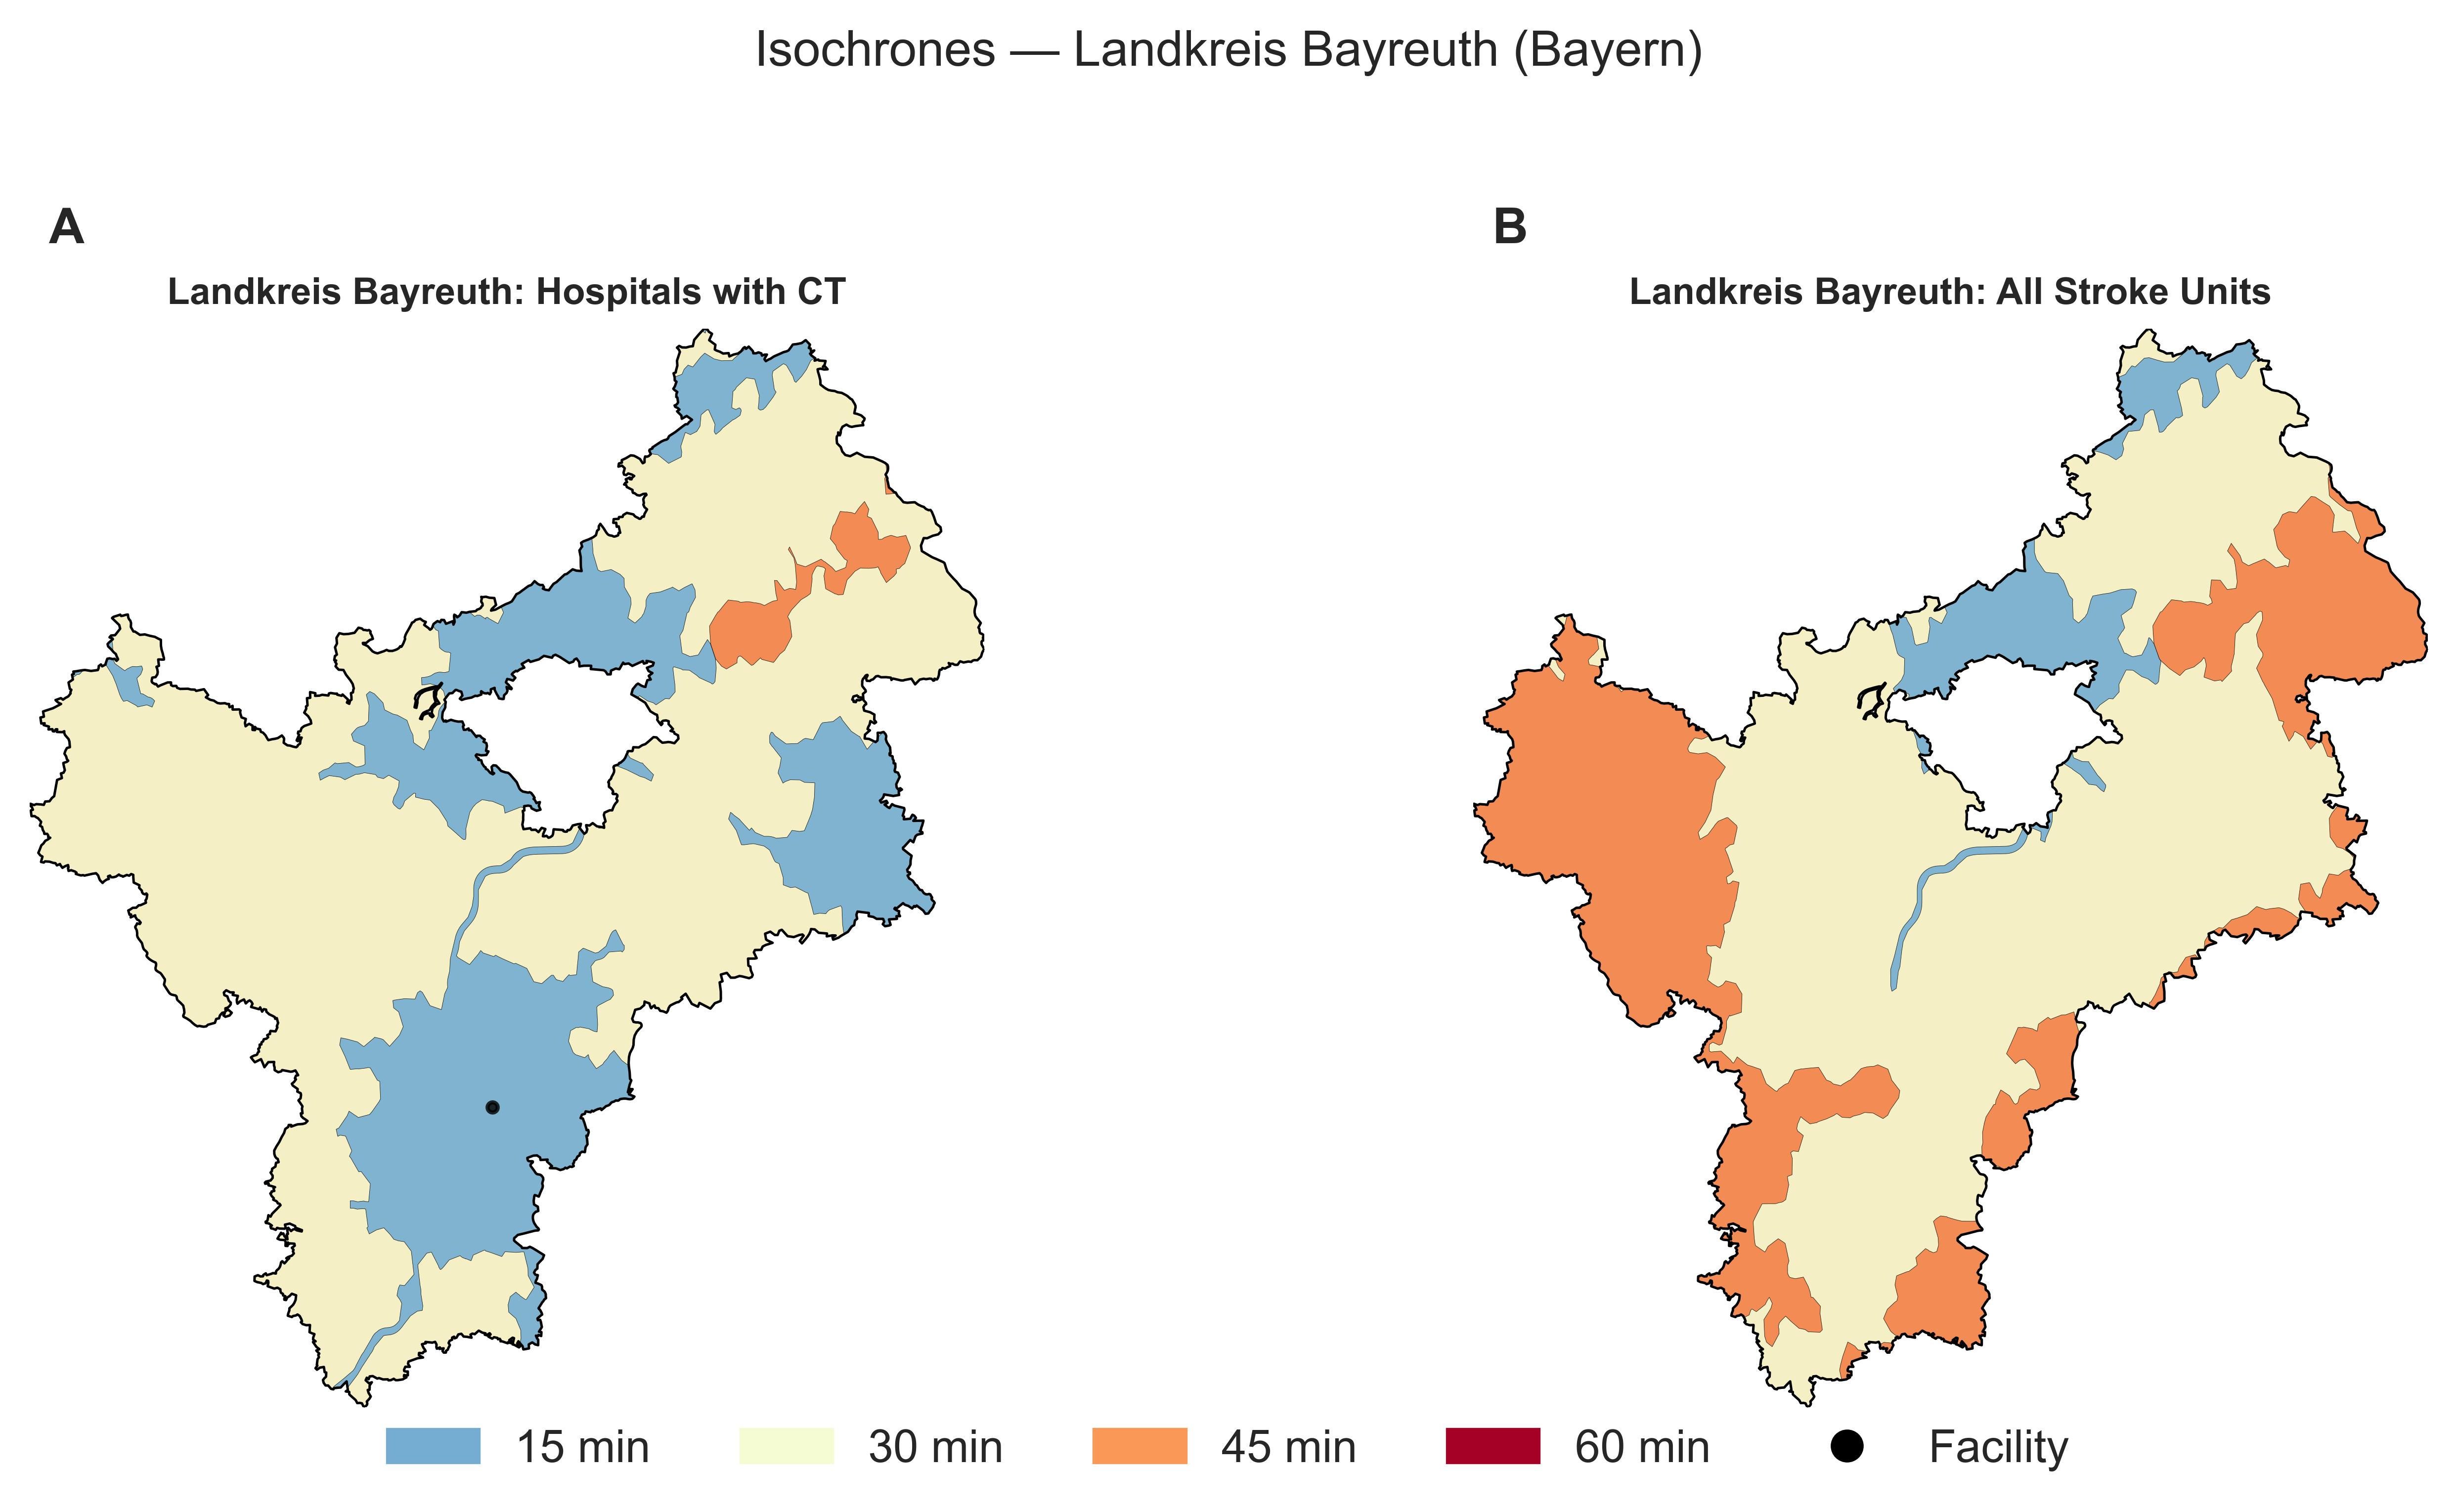 Isochrones — Landkreis Bayreuth (Bayern)
A
B
Landkreis Bayreuth: Hospitals with CT
Landkreis Bayreuth: All Stroke Units
15 min
30 min
45 min
60 min
Facility